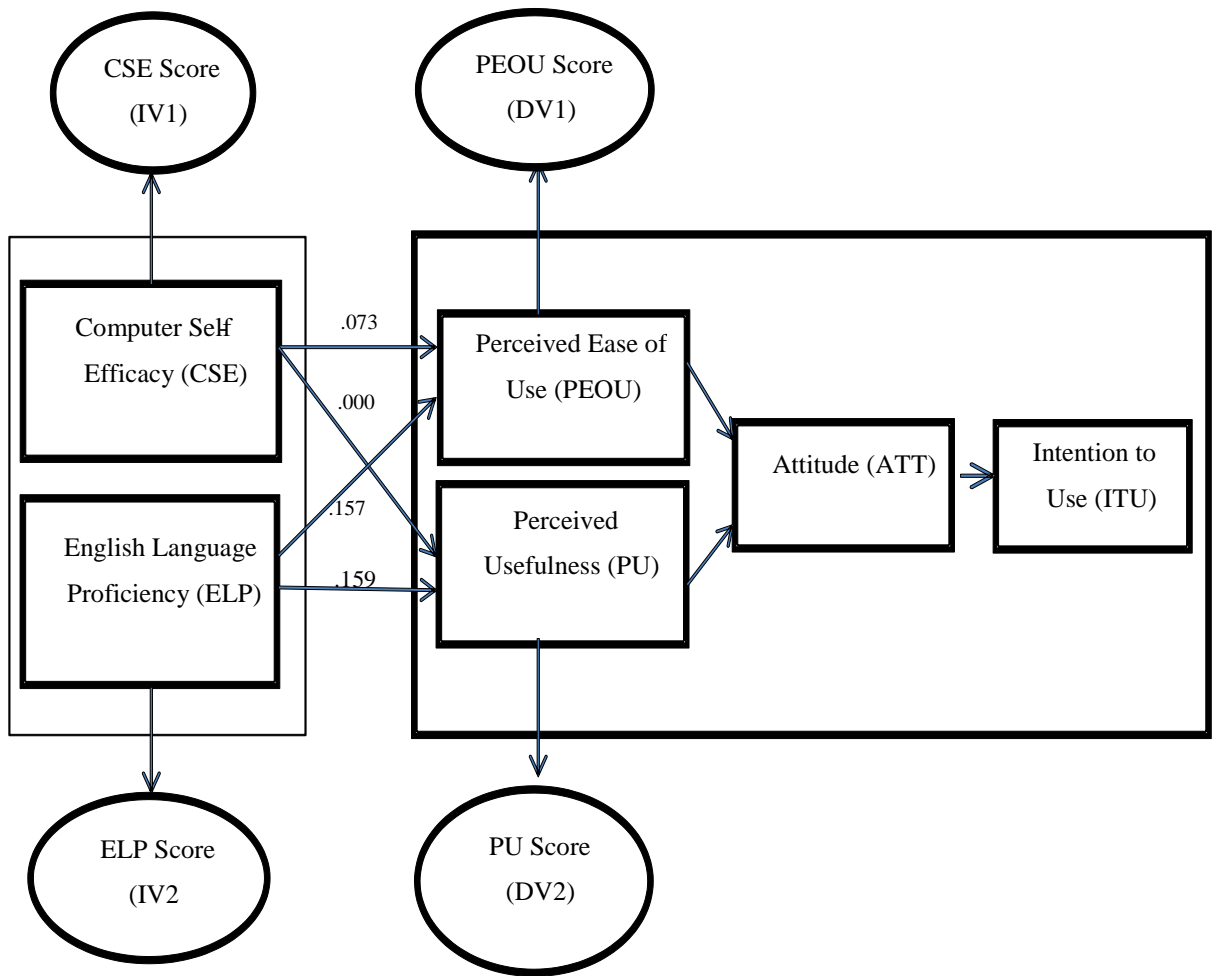 CSE Score
(IV1)
PEOU Score
(DV1)
Computer Self
Efficacy (CSE)
.073
Perceived Ease of
Use (PEOU)
.000
Attitude (ATT)
Intention to
Use (ITU)
English Language
Proficiency (ELP)
.157
.159
Perceived
Usefulness (PU)
ELP Score
(IV2
PU Score
(DV2)